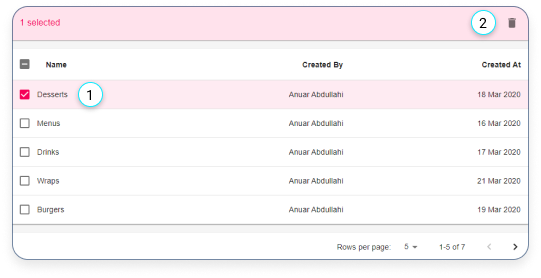 1 selected 2
Name Created By Created At
Desserts 1 Anuar Abdullahi 18 Mar 2020
Menus Anuar Abdullahi 16 Mar 2020
Drinks Anuar Abdullahi 17 Mar 2020
Wraps Anuar Abdullahi 21 Mar 2020
Burgers Anuar Abdullahi 19 Mar 2020
Rows per page: 5 1-5 of 7